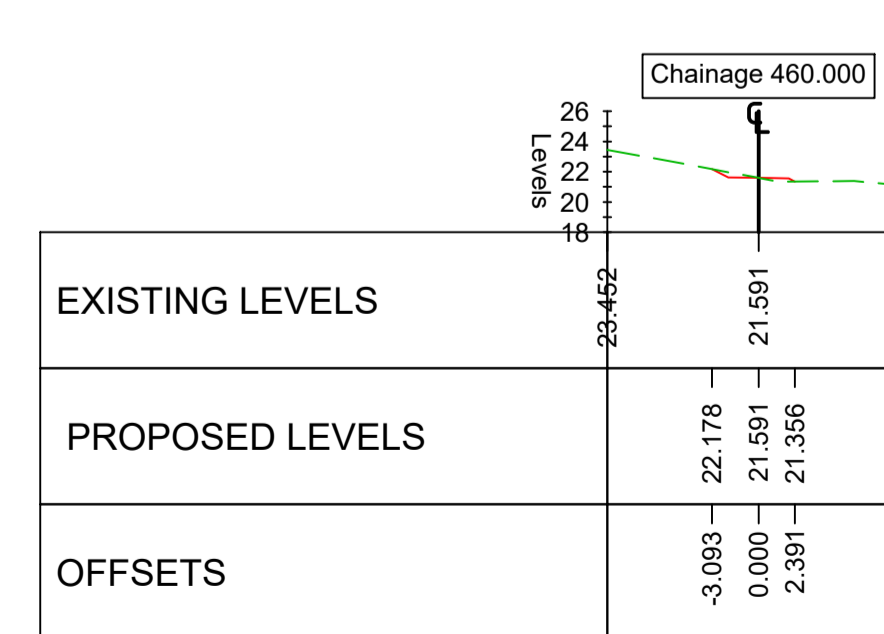 Chainage 460.000
CL
26
24
22
20
18
Levels
EXISTING LEVELS
23.452
21.591
PROPOSED LEVELS
22.178
21.591
21.356
OFFSETS
-3.093
0.000
2.391